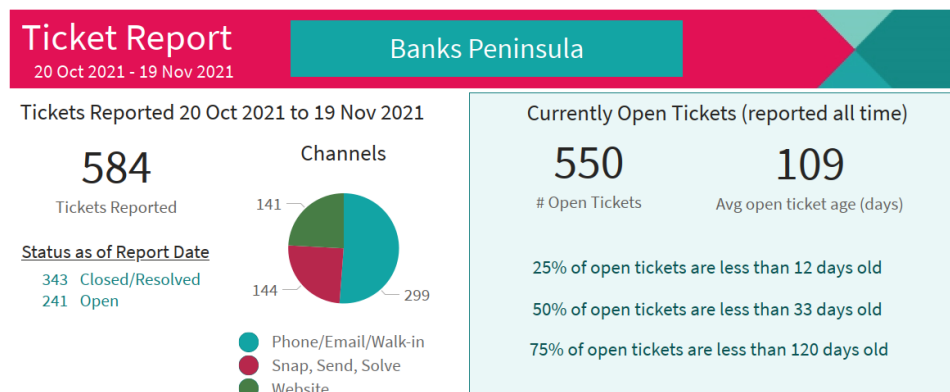 Ticket Report
20 Oct 2021 - 19 Nov 2021
Banks Peninsula
Tickets Reported 20 Oct 2021 to 19 Nov 2021
584
Tickets Reported
Status as of Report Date
343 Closed/Resolved
241 Open
Channels
141
144
299
Phone/Email/Walk-in
Snap, Send, Solve
Website
Currently Open Tickets (reported all time)
550
# Open Tickets
109
Avg open ticket age (days)
25% of open tickets are less than 12 days old
50% of open tickets are less than 33 days old
75% of open tickets are less than 120 days old